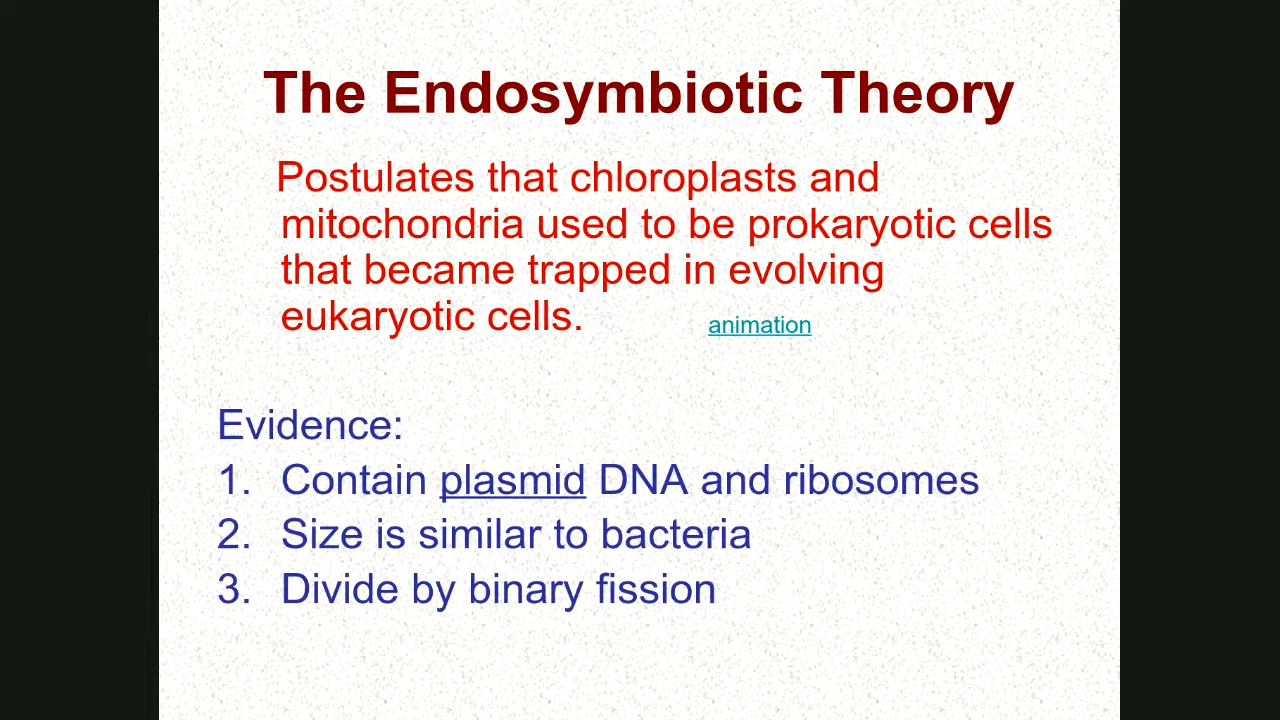 The Endosymbiotic Theory
Postulates that chloroplasts and
mitochondria used to be prokaryotic cells
that became trapped in evolving
eukaryotic cells. animation
Evidence:
1. Contain plasmid DNA and ribosomes
2. Size is similar to bacteria
3. Divide by binary fission